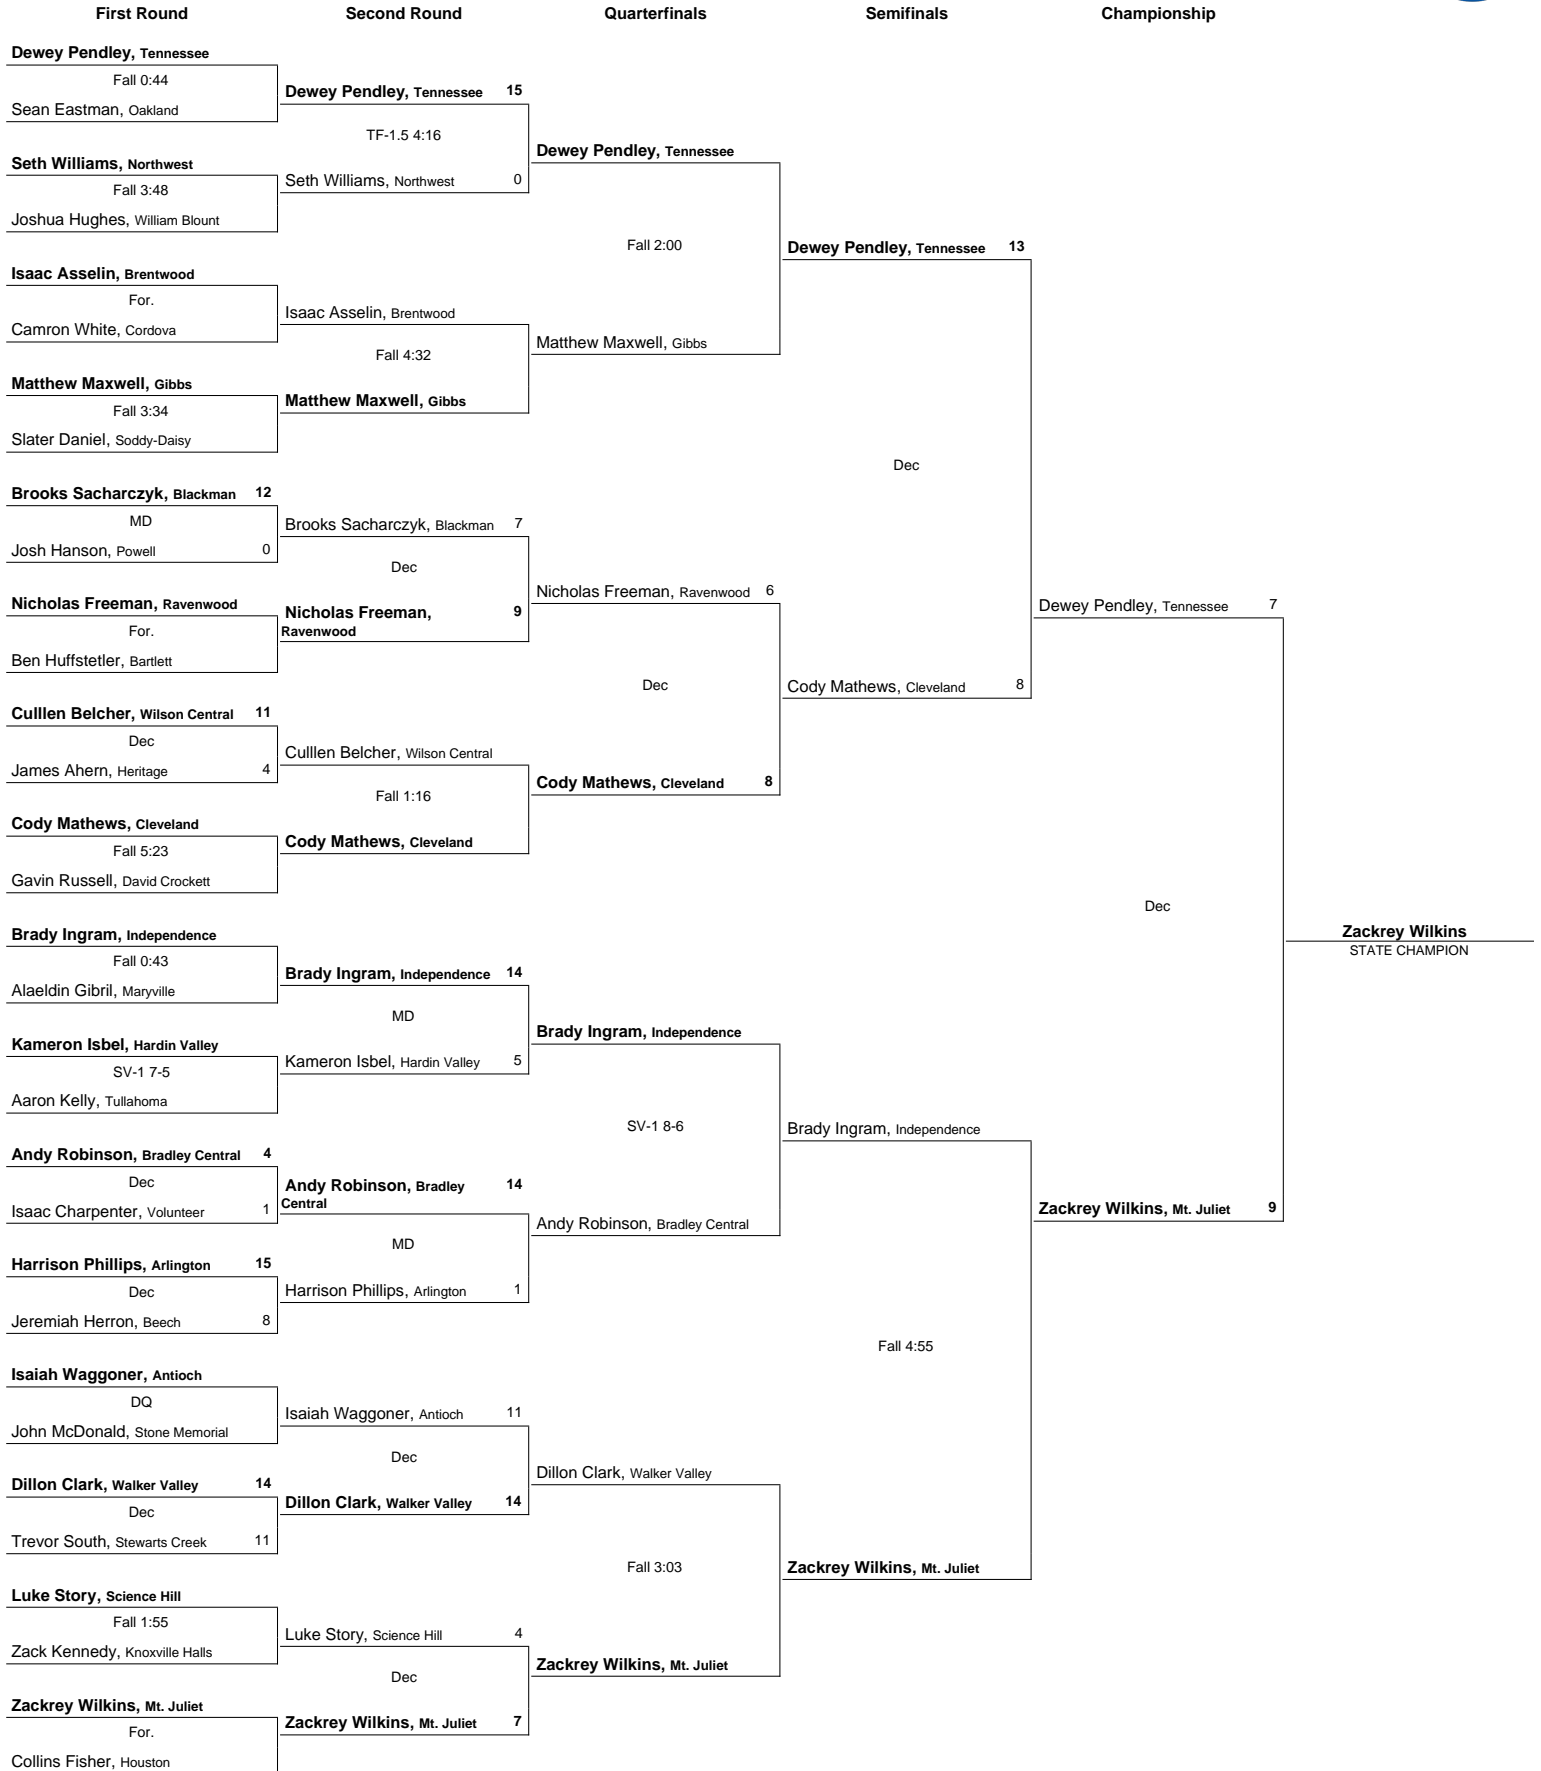 First Round
Second Round
Quarterfinals
Semifinals
Championship
Dewey Pendley, Tennessee
Fall 0:44
Sean Eastman, Oakland
Seth Williams, Northwest
Fall 3:48
Joshua Hughes, William Blount
Isaac Asselin, Brentwood
For.
Camron White, Cordova
Matthew Maxwell, Gibbs
Fall 3:34
Slater Daniel, Soddy-Daisy
Brooks Sacharczyk, Blackman 12
MD
Josh Hanson, Powell 0
Nicholas Freeman, Ravenwood
For.
Ben Huffstetler, Bartlett
Culllen Belcher, Wilson Central 11
Dec
James Ahern, Heritage 4
Cody Mathews, Cleveland
Fall 5:23
Gavin Russell, David Crockett
Brady Ingram, Independence
Fall 0:43
Alaeldin Gibril, Maryville
Kameron Isbel, Hardin Valley
SV-1 7-5
Aaron Kelly, Tullahoma
Andy Robinson, Bradley Central 4
Dec
Isaac Charpenter, Volunteer 1
Harrison Phillips, Arlington 15
Dec
Jeremiah Herron, Beech 8
Isaiah Waggoner, Antioch
DQ
John McDonald, Stone Memorial
Dillon Clark, Walker Valley 14
Dec
Trevor South, Stewarts Creek 11
Luke Story, Science Hill
Fall 1:55
Zack Kennedy, Knoxville Halls
Zackrey Wilkins, Mt. Juliet
For.
Collins Fisher, Houston
Dewey Pendley, Tennessee 15
TF-1.5 4:16
Seth Williams, Northwest 0
Isaac Asselin, Brentwood
Fall 4:32
Matthew Maxwell, Gibbs
Brooks Sacharczyk, Blackman 7
Dec
Nicholas Freeman, 9
Ravenwood
Culllen Belcher, Wilson Central
Fall 1:16
Cody Mathews, Cleveland
Brady Ingram, Independence 14
MD
Kameron Isbel, Hardin Valley 5
Andy Robinson, Bradley 14
Central
MD
Harrison Phillips, Arlington 1
Isaiah Waggoner, Antioch 11
Dec
Dillon Clark, Walker Valley 14
Luke Story, Science Hill 4
Dec
Zackrey Wilkins, Mt. Juliet 7
Dewey Pendley, Tennessee
Fall 2:00
Matthew Maxwell, Gibbs
Nicholas Freeman, Ravenwood 6
Dec
Cody Mathews, Cleveland 8
Brady Ingram, Independence
SV-1 8-6
Andy Robinson, Bradley Central
Dillon Clark, Walker Valley
Fall 3:03
Zackrey Wilkins, Mt. Juliet
Dewey Pendley, Tennessee 13
Dec
Cody Mathews, Cleveland 8
Brady Ingram, Independence
Fall 4:55
Zackrey Wilkins, Mt. Juliet
Dewey Pendley, Tennessee 7
Dec
Zackrey Wilkins, Mt. Juliet 9
Zackrey Wilkins
STATE CHAMPION